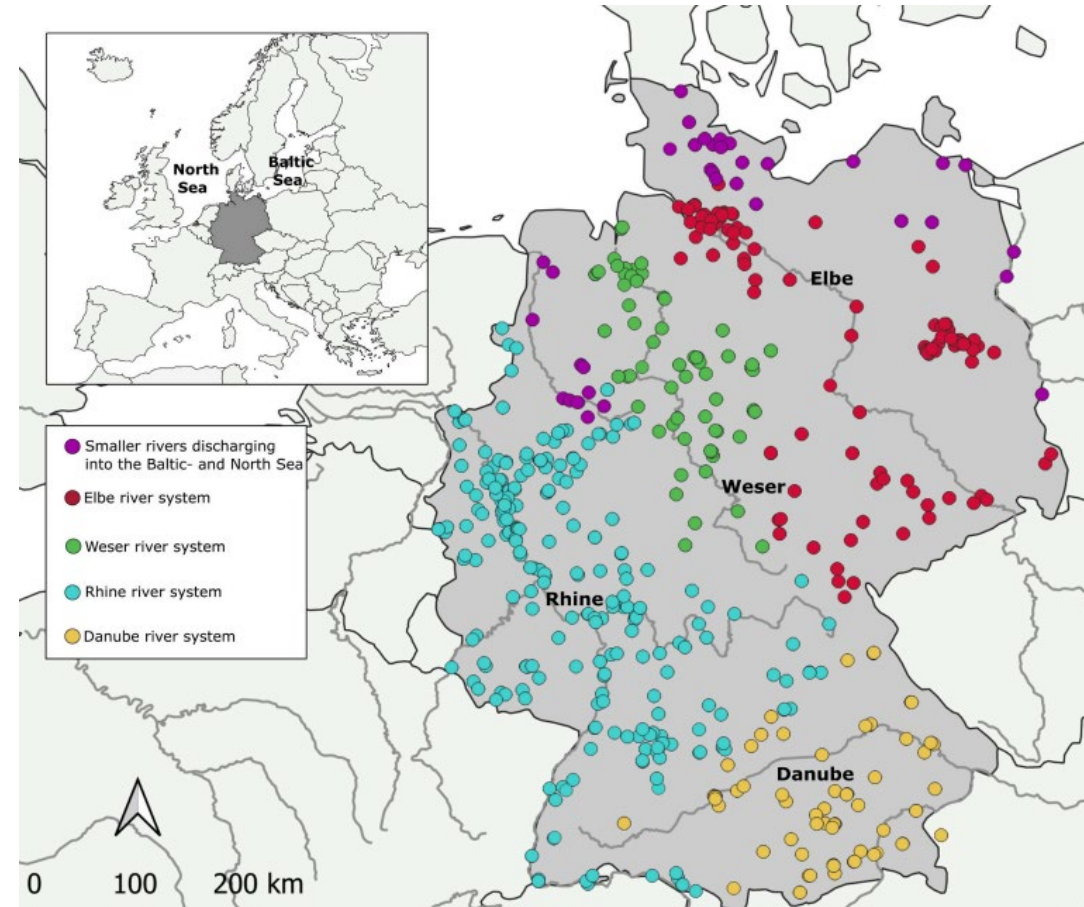 North
Sea
Baltic
Sea
Smaller rivers discharging
into the Baltic- and North Sea
Elbe river system
Weser river system
Rhine river system
Danube river system
Elbe
Weser
Rhine
Danube
0 100 200 km